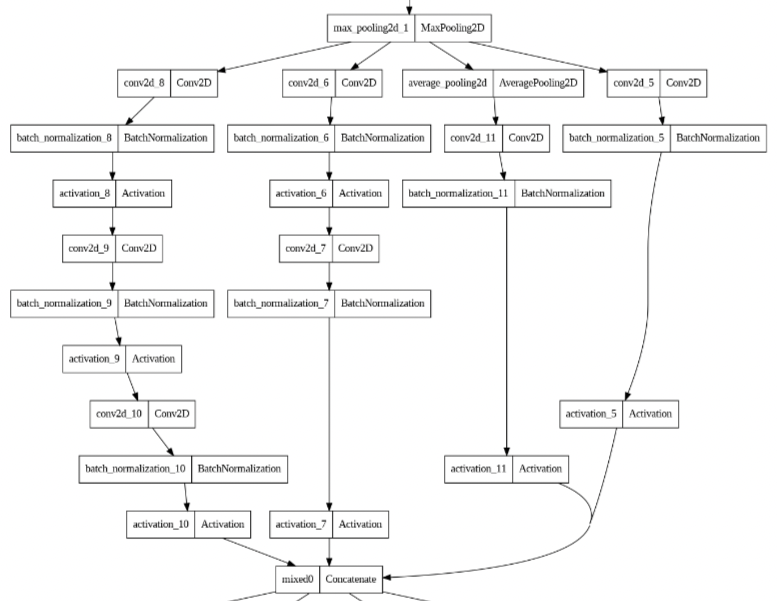 max_pooling2d_1 MaxPooling2D
conv2d_8 Conv2D
conv2d_6 Conv2D
average_pooling2d AveragePooling2D
conv2d_5 Conv2D
batch_normalization_8 BatchNormalization
batch_normalization_6 BatchNormalization
conv2d_11 Conv2D
batch_normalization_5 BatchNormalization
activation_8 Activation
activation_6 Activation
batch_normalization_11 BatchNormalization
conv2d_9 Conv2D
conv2d_7 Conv2D
batch_normalization_9 BatchNormalization
batch_normalization_7 BatchNormalization
activation_9 Activation
conv2d_10 Conv2D
activation_5 Activation
batch_normalization_10 BatchNormalization
activation_11 Activation
activation_10 Activation
activation_7 Activation
mixed0 Concatenate